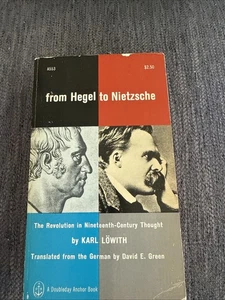 A553
$2.50
from Hegel to Nietzsche
The Revolution in Nineteenth-Century Thought
by KARL LÖWITH
Translated from the German by David E. Green
A Doubleday Anchor Book